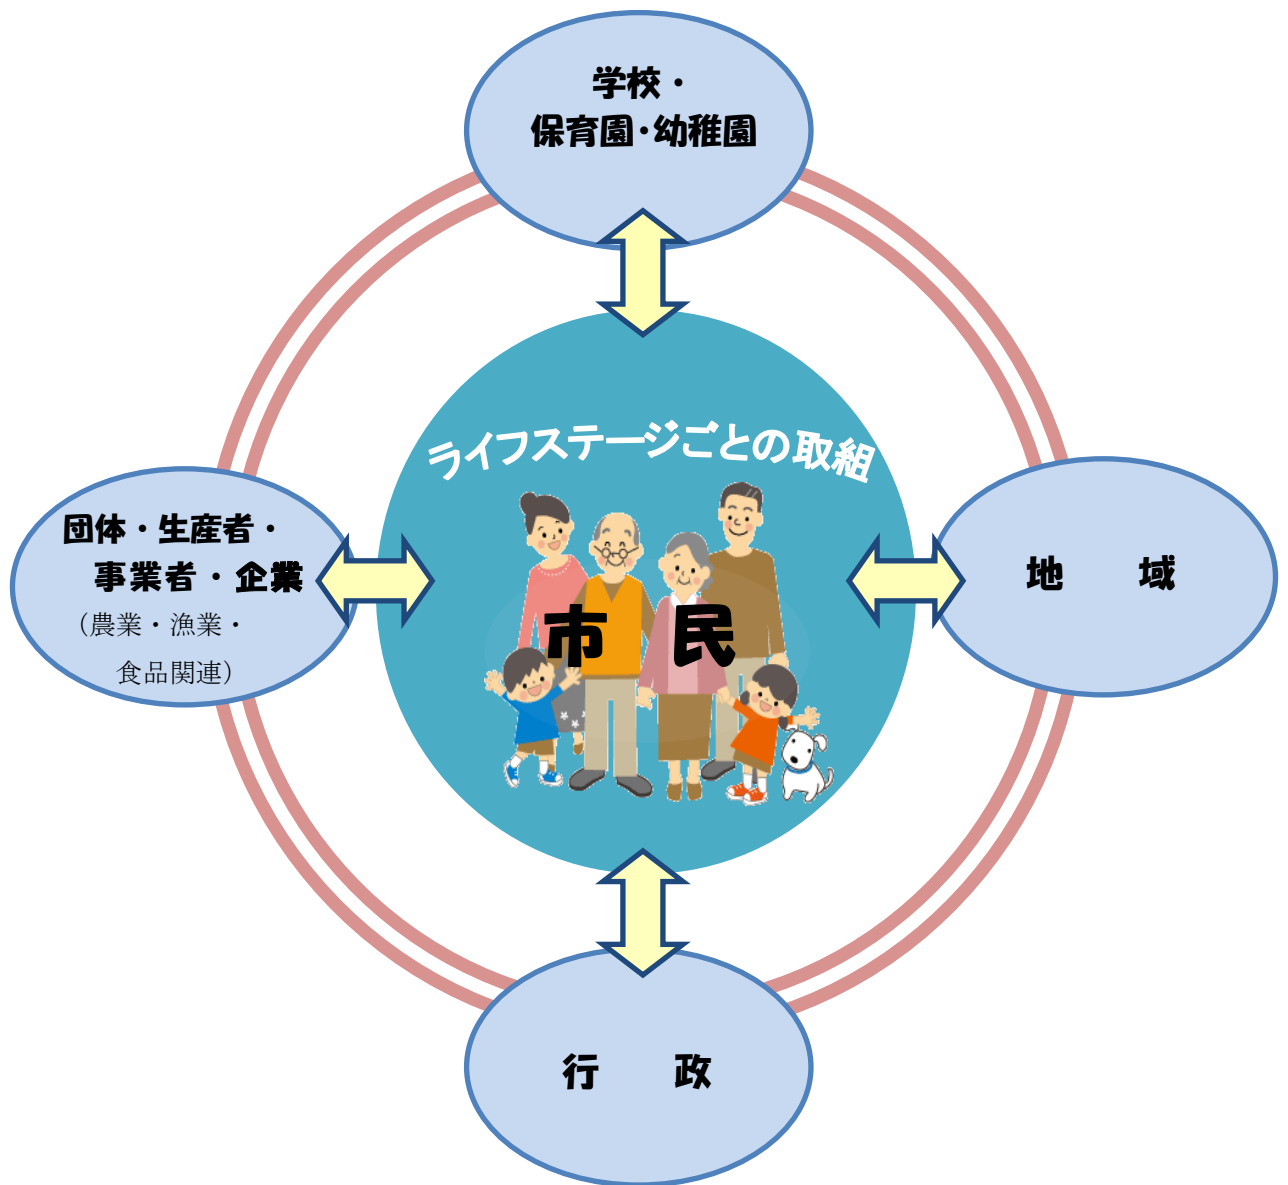 学校・
保育園・幼稚園
ライフステージごとの取組
市　民
団体・生産者・
事業者・企業
（農業・漁業・
食品関連）
地　域
行　政